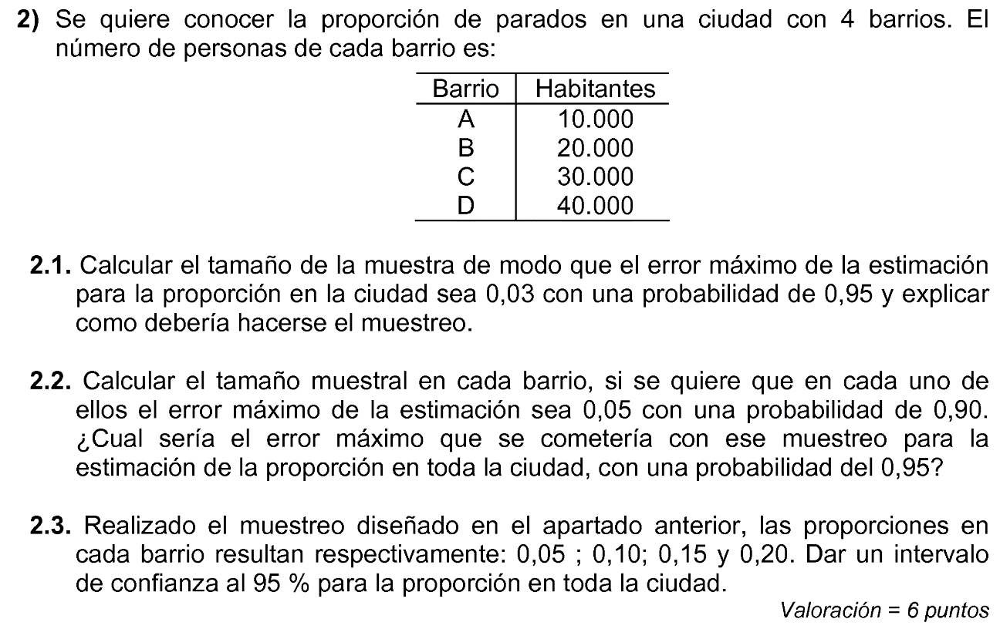 2) Se quiere conocer la proporción de parados en una ciudad con 4 barrios. El
número de personas de cada barrio es:
Barrio Habitantes
A 10.000
B 20.000
C 30.000
D 40.000
2.1. Calcular el tamaño de la muestra de modo que el error máximo de la estimación
para la proporción en la ciudad sea 0,03 con una probabilidad de 0,95 y explicar
como debería hacerse el muestreo.
2.2. Calcular el tamaño muestral en cada barrio, si se quiere que en cada uno de
ellos el error máximo de la estimación sea 0,05 con una probabilidad de 0,90.
¿Cual sería el error máximo que se cometería con ese muestreo para la
estimación de la proporción en toda la ciudad, con una probabilidad del 0,95?
2.3. Realizado el muestreo diseñado en el apartado anterior, las proporciones en
cada barrio resultan respectivamente: 0,05 ; 0,10; 0,15 y 0,20. Dar un intervalo
de confianza al 95 % para la proporción en toda la ciudad.
Valoración = 6 puntos